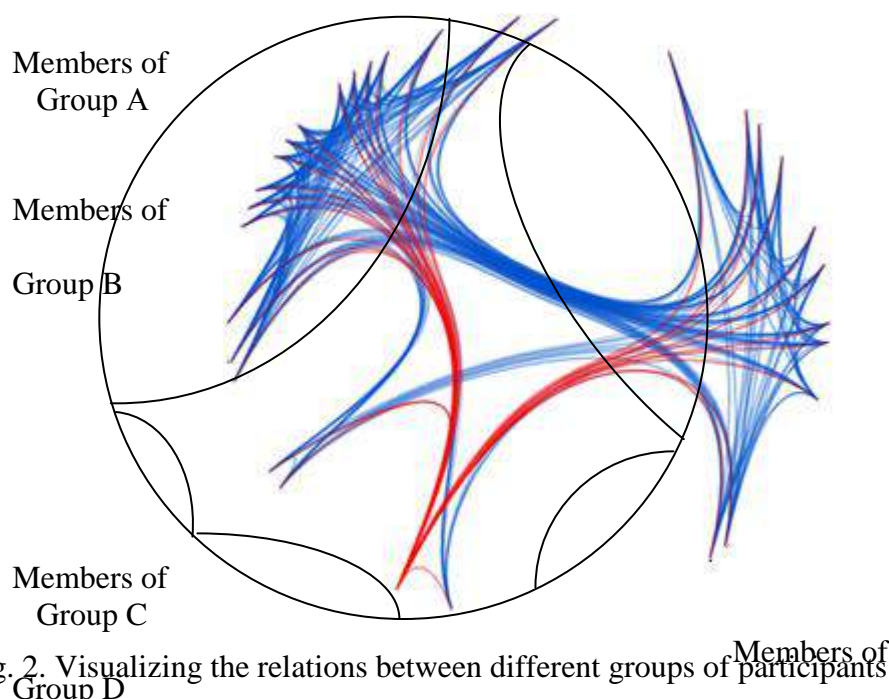 Members of
Group A
Members of
Group B
Members of
Group C
Members of
g. 2. Visualizing the relations between different groups of participants
Group D